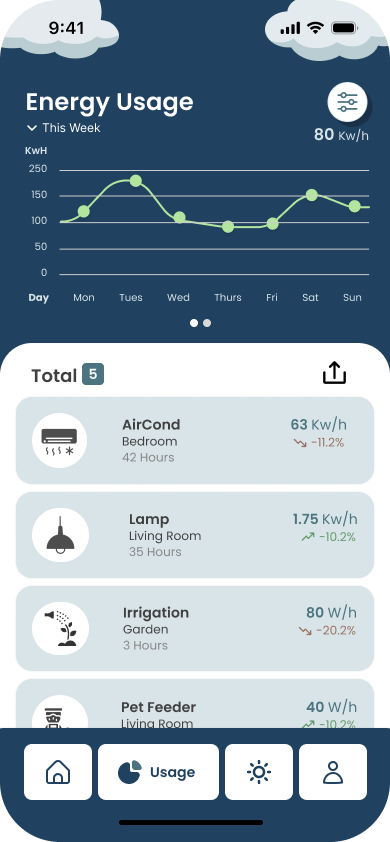 9:41
Energy Usage
This Week
80 Kw/h
KwH
250
150
100
50
0
Day Mon Tues Wed Thurs Fri Sat Sun
Total 5
AirCond
63 Kw/h
Bedroom
-11.2%
42 Hours
Lamp
1.75 Kw/h
Living Room
-10.2%
35 Hours
Irrigation
80 W/h
Garden
-20.2%
3 Hours
Pet Feeder
40 W/h
Living Room
-10.2%
Usage